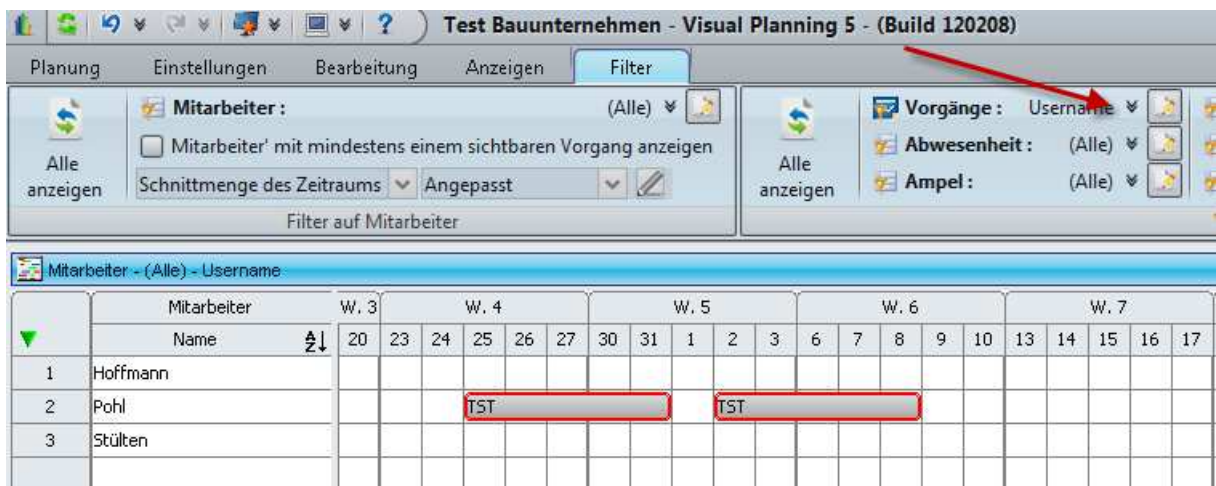 Test Bauunternehmen - Visual Planning 5 - (Build 120208)
Planung Einstellungen Bearbeitung Anzeigen Filter
Alle anzeigen
Mitarbeiter : (Alle)
Mitarbeiter' mit mindestens einem sichtbaren Vorgang anzeigen
Schnittmenge des Zeitraums Angepasst
Filter auf Mitarbeiter
Alle anzeigen
Vorgänge : Username
Abwesenheit : (Alle)
Ampel : (Alle)
Mitarbeiter - (Alle) - Username
Mitarbeiter W. 3 W. 4 W. 5 W. 6 W. 7
Name 20 23 24 25 26 27 30 31 1 2 3 6 7 8 9 10 13 14 15 16 17
1 Hoffmann
2 Pohl TST TST
3 Stülten